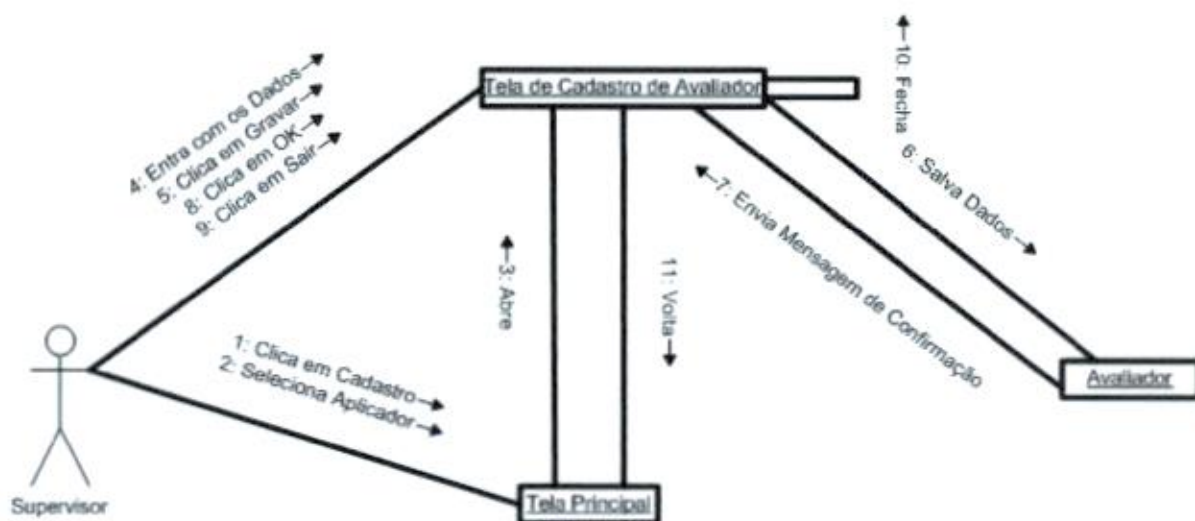 Tela de Cadastro de Avaliador
10: Fecha
4: Entra com os Dados
5: Clica em Gravar
8: Clica em OK
9: Clica em Sair
6: Salva Dados
7: Envia Mensagem de Confirmação
3: Abre
11: Volta
1: Clica em Cadastro
2: Seleciona Aplicador
Avaliador
Supervisor
Tela Principal